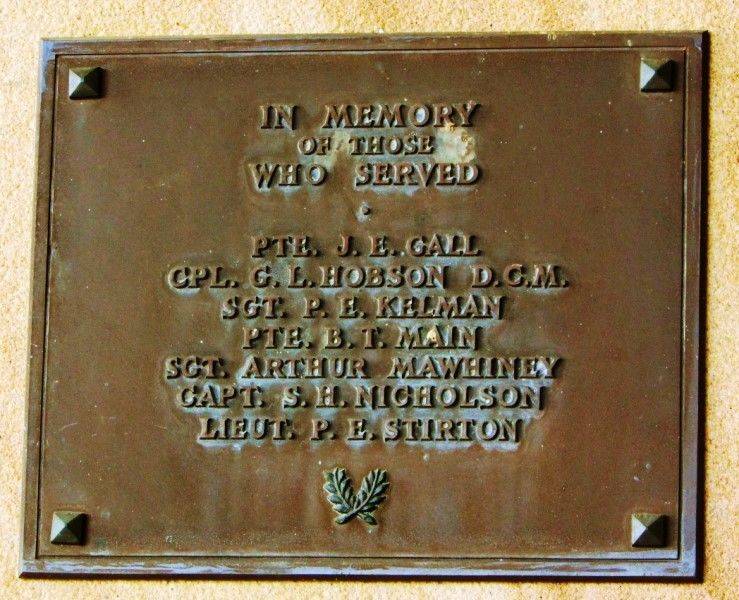 IN MEMORY
OF THOSE
WHO SERVED
PTE. J. E. GALL
CPL. G. L. HOBSON D.C.M.
SGT. P. E. KELMAN
PTE. B. T. MAIN
SGT. ARTHUR MAWHINEY
CAPT. S. H. NICHOLSON
LIEUT. P. E. STIRTON